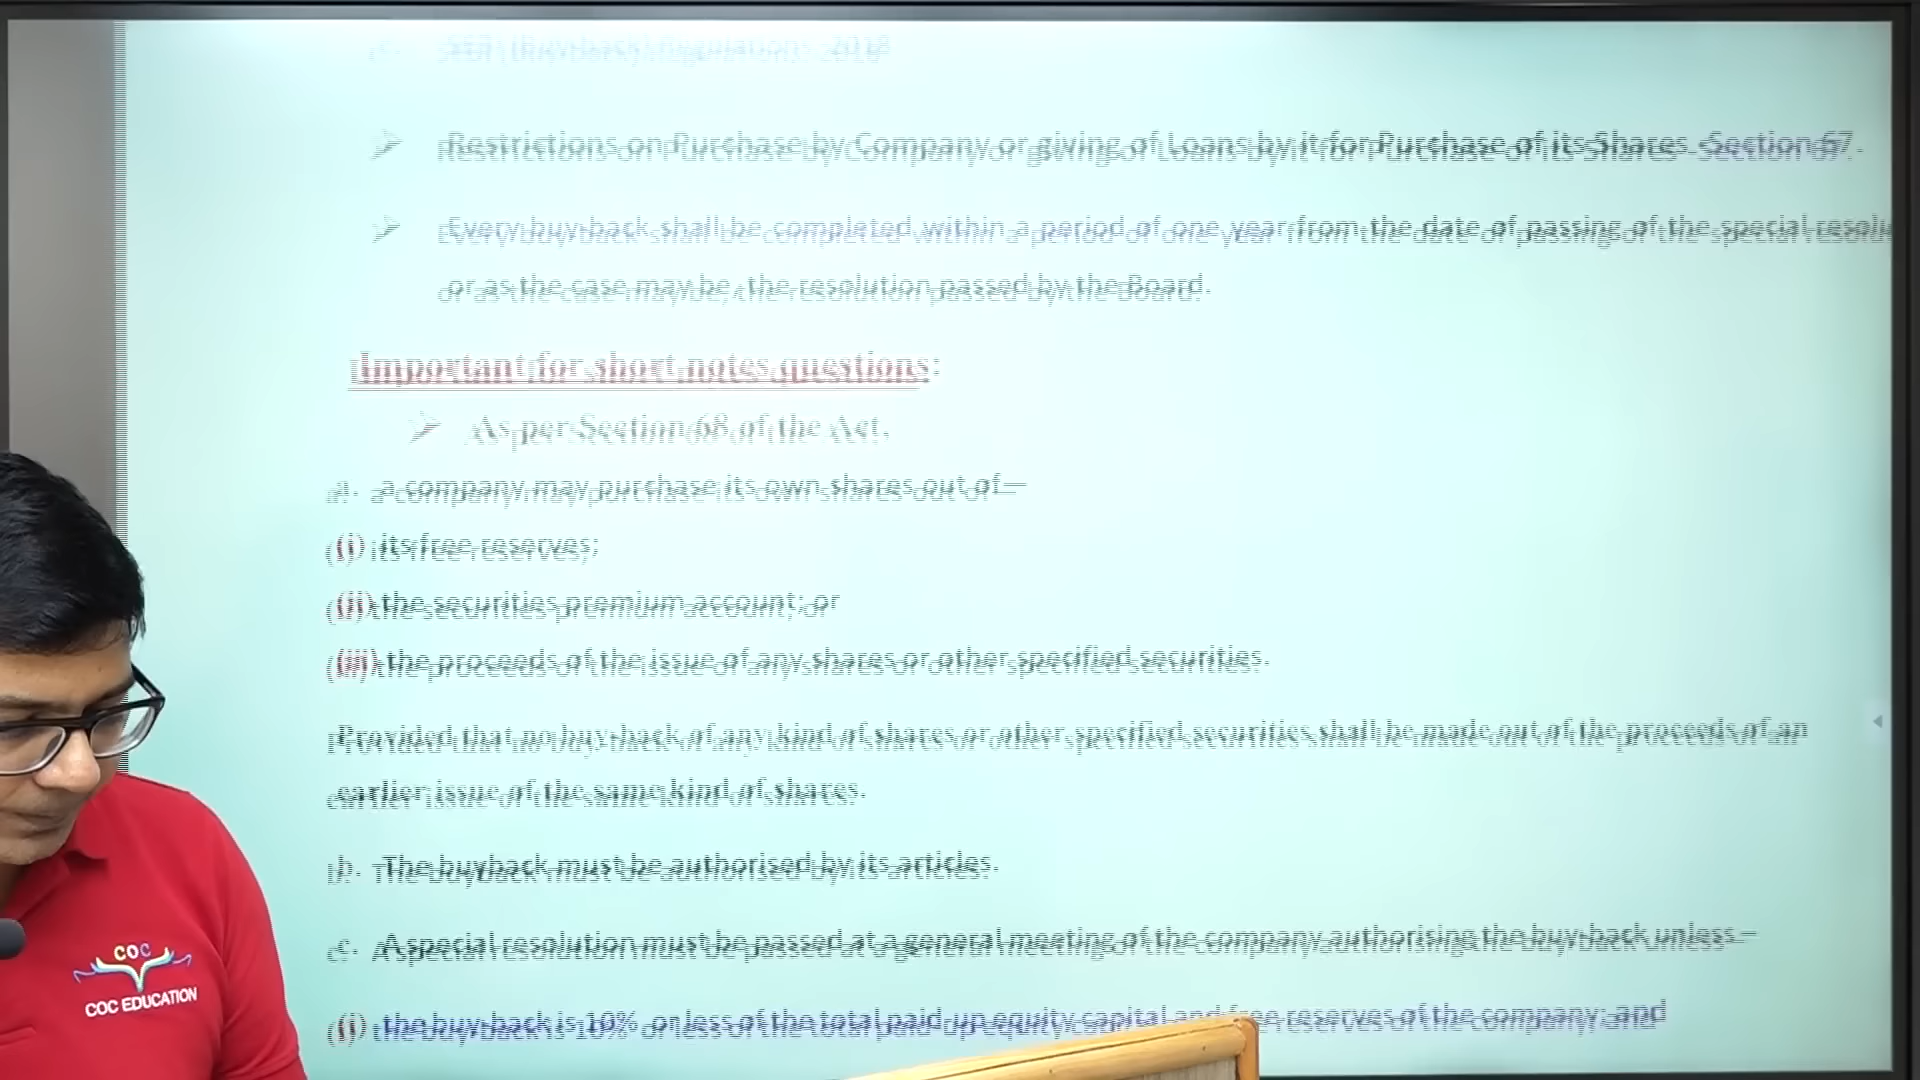 SEBI (Buy-back) Regulations, 2018
➢ Restrictions on Purchase by Company or giving of Loans by it for Purchase of its Shares - Section 67.
➢ Every buy-back shall be completed within a period of one year from the date of passing of the special
or as the case may be, the resolution passed by the Board.
Important for short notes questions:
➢ As per Section 68 of the Act,
a. a company may purchase its own shares out of—
(i) its free reserves;
(ii) the securities premium account; or
(iii) the proceeds of the issue of any shares or other specified securities.
Provided that no buy-back of any kind of shares or other specified securities shall be made out of the proceeds of an
earlier issue of the same kind of shares.
b. The buyback must be authorised by its articles.
c. A special resolution must be passed at a general meeting of the company authorising the buy-back unless—
(i) the buy-back is 10% or less of the total paid up equity capital and free reserves of the company; and
COC
COC EDUCATION